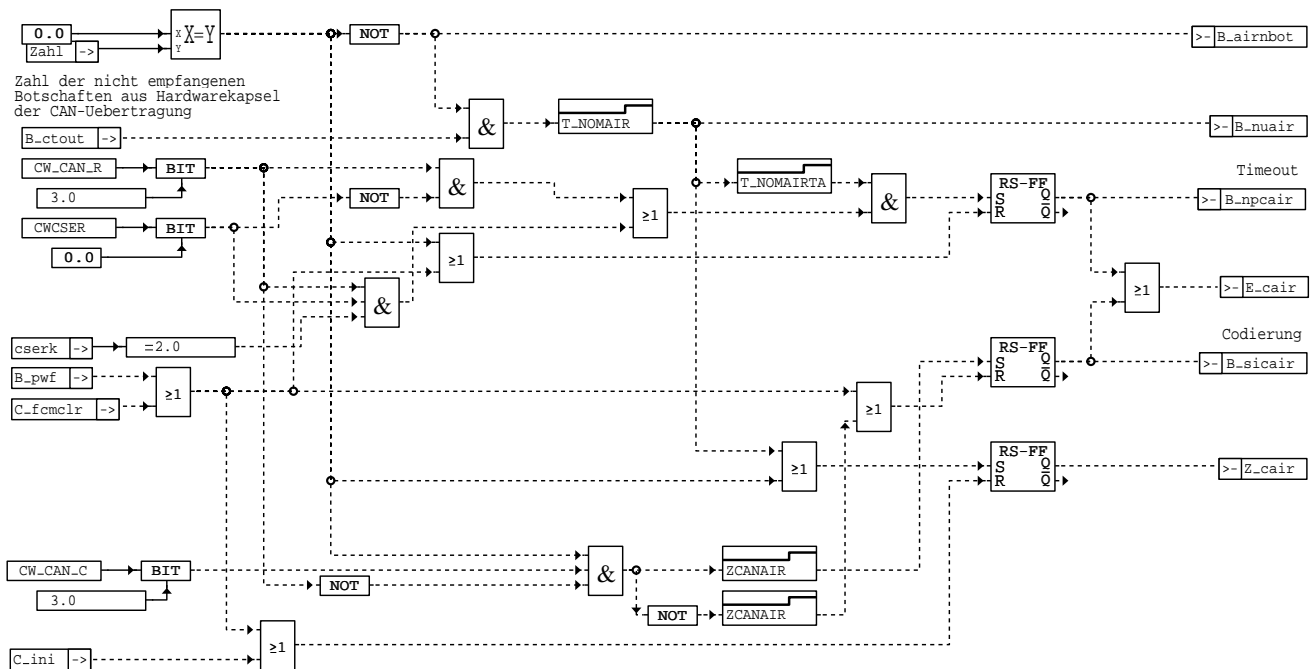 0.0
X
Y
X=Y
Zahl ->
NOT
>- B_airnbot
Zahl der nicht empfangenen
Botschaften aus Hardwarekapsel
der CAN-Uebertragung
&
T_NOMAIR
B_ctout ->
>- B_nuair
CW_CAN_R
BIT
3.0
&
T_NOMAIRTA
&
Timeout
RS-FF
S Q
R Q
>- B_npcair
NOT
≥1
CWCSER
BIT
0.0
≥1
&
≥1
>- E_cair
cserk ->
=2.0
Codierung
RS-FF
S Q
R Q
>- B_sicair
B_pwf ->
≥1
C_fcmclr ->
≥1
≥1
RS-FF
S Q
R Q
>- Z_cair
CW_CAN_C
BIT
3.0
NOT
&
ZCANAIR
NOT
ZCANAIR
≥1
C_ini ->